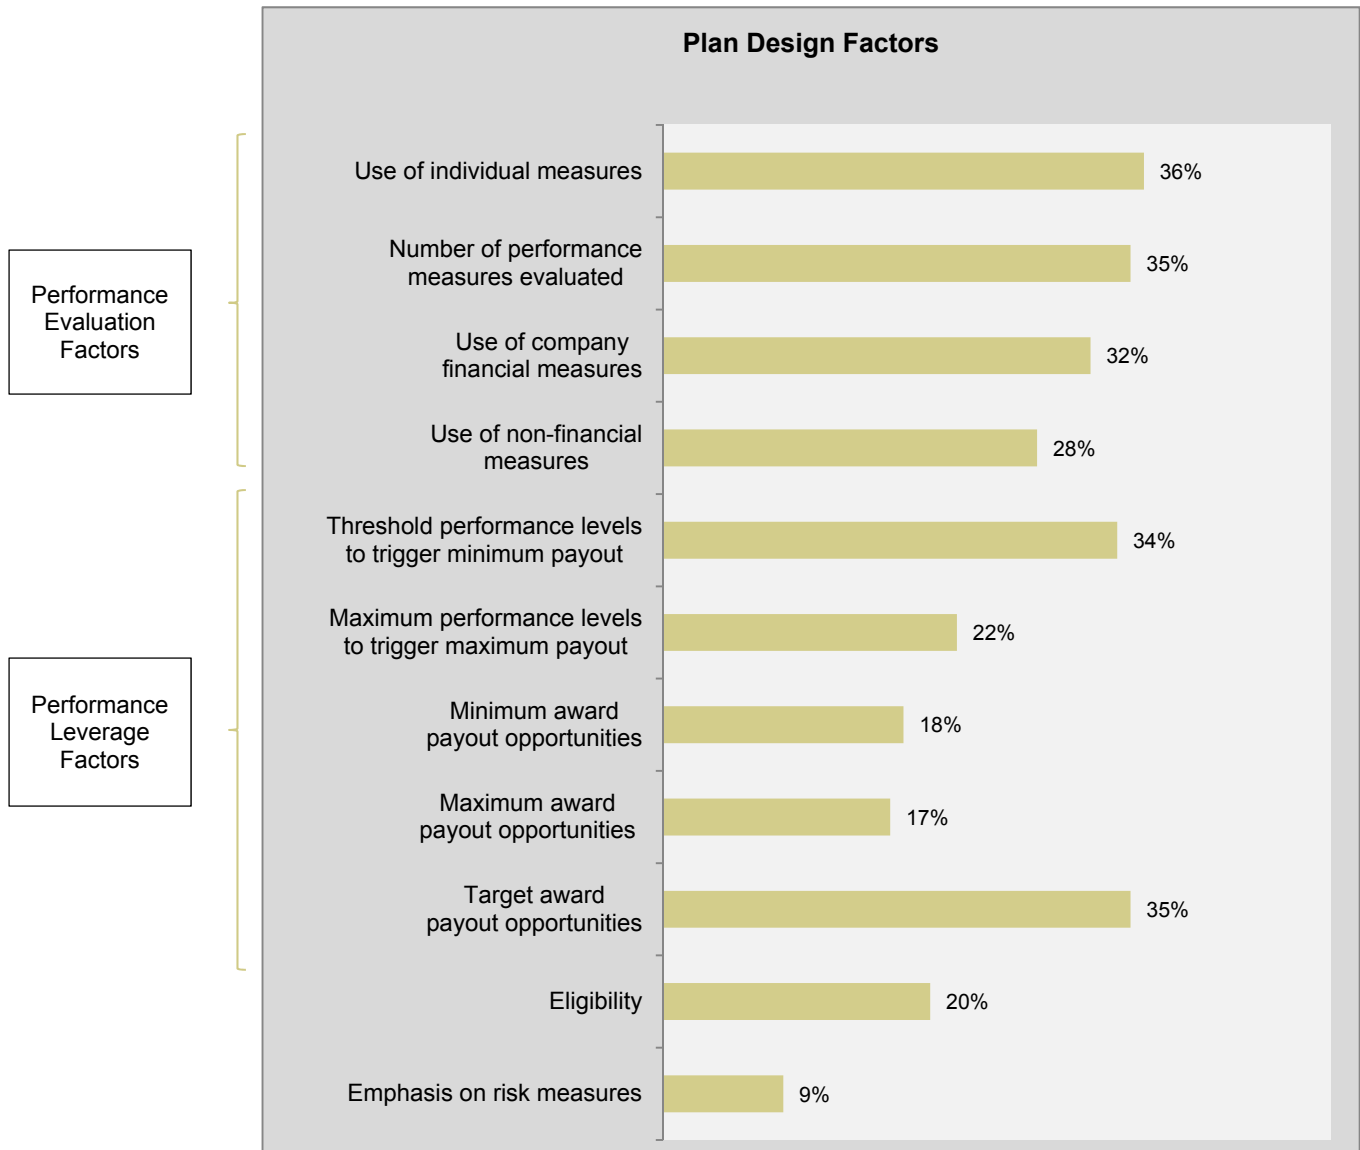 Plan Design Factors
Performance
Evaluation
Factors
Use of individual measures
36%
Number of performance
measures evaluated
35%
Use of company
financial measures
32%
Use of non-financial
measures
28%
Performance
Leverage
Factors
Threshold performance levels
to trigger minimum payout
34%
Maximum performance levels
to trigger maximum payout
22%
Minimum award
payout opportunities
18%
Maximum award
payout opportunities
17%
Target award
payout opportunities
35%
Eligibility
20%
Emphasis on risk measures
9%